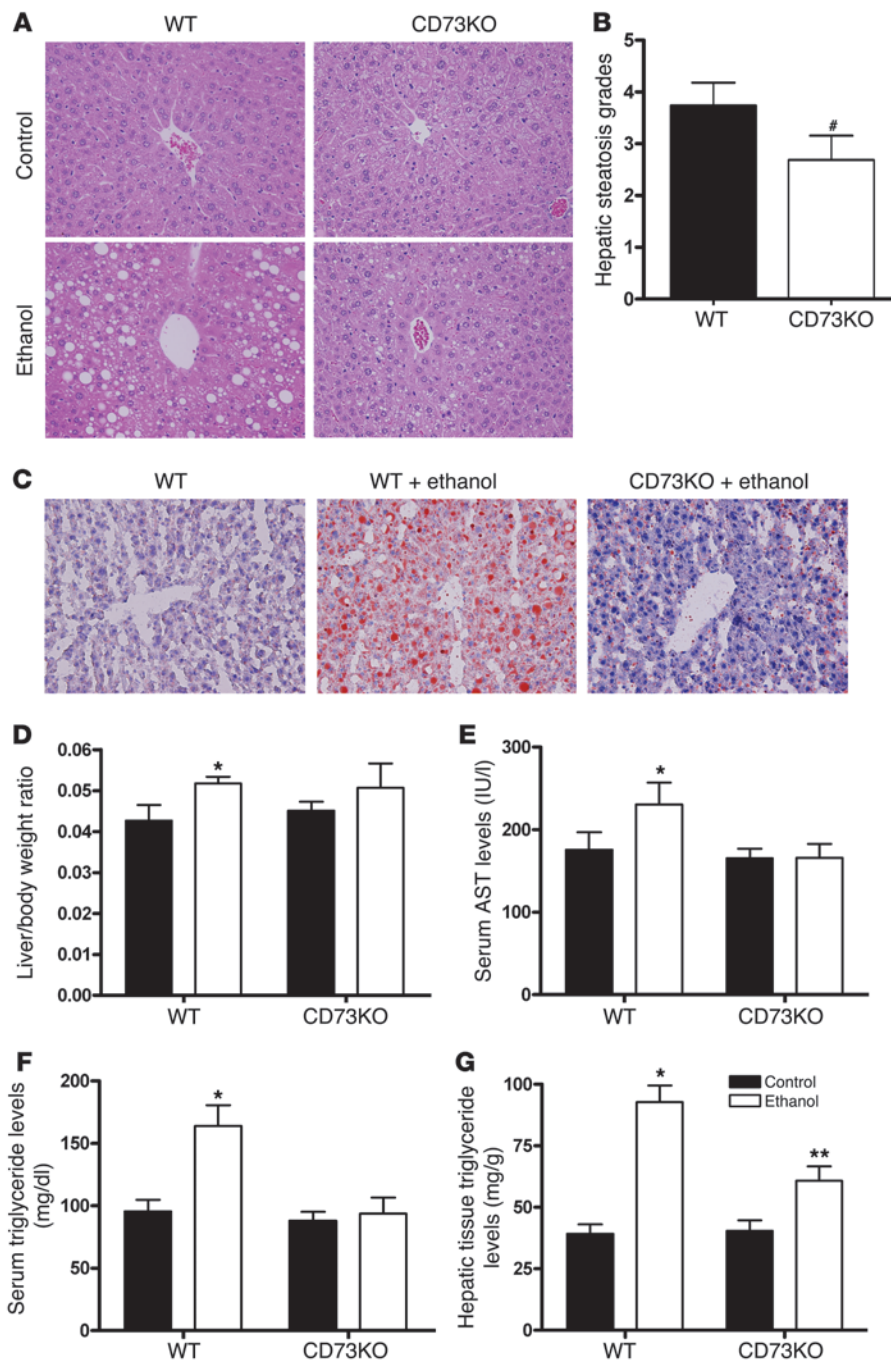 A
WT
CD73KO
Control
Ethanol
B
Hepatic steatosis grades
5
4
3
2
1
0
#
WT
CD73KO
C
WT
WT + ethanol
CD73KO + ethanol
D
Liver/body weight ratio
0.06
0.05
0.04
0.03
0.02
0.01
0.00
*
WT
CD73KO
E
Serum AST levels (IU/l)
300
200
100
0
*
WT
CD73KO
F
Serum triglyceride levels
(mg/dl)
200
150
100
50
0
*
WT
CD73KO
G
Hepatic tissue triglyceride
levels (mg/g)
100
75
50
25
0
*
**
Control
Ethanol
WT
CD73KO